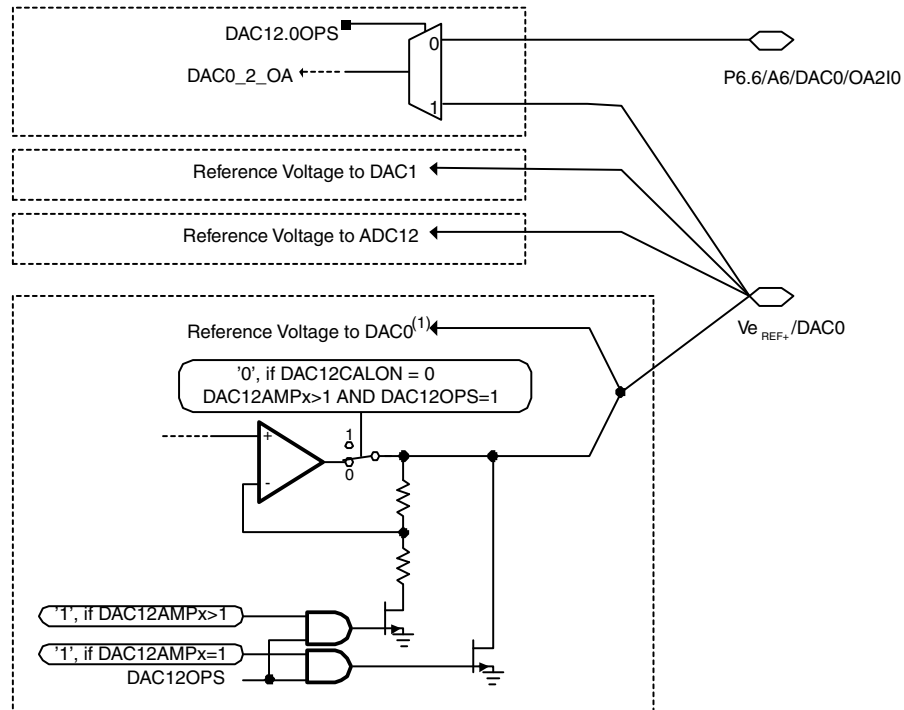 DAC12.0OPS
0
DAC0_2_OA
P6.6/A6/DAC0/OA2I0
1
Reference Voltage to DAC1
Reference Voltage to ADC12
Ve REF+/DAC0
Reference Voltage to DAC0(1)
'0', if DAC12CALON = 0
DAC12AMPx>1 AND DAC12OPS=1
+
1
0
-
'1', if DAC12AMPx>1
'1', if DAC12AMPx=1
DAC12OPS